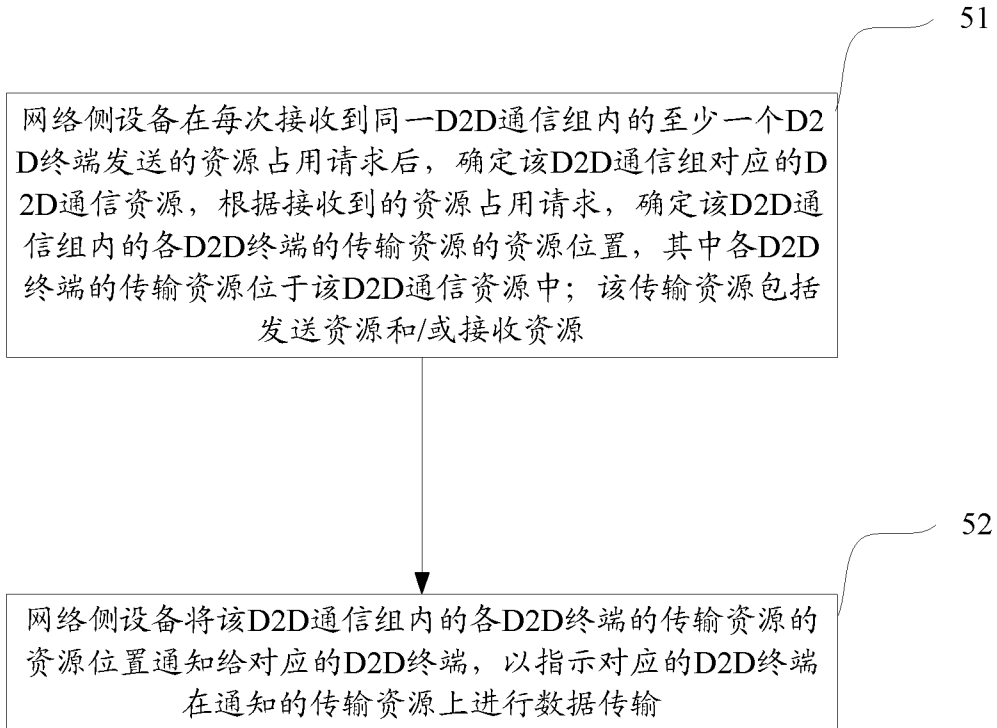 51
网络侧设备在每次接收到同一D2D通信组内的至少一个D2
D终端发送的资源占用请求后，确定该D2D通信组对应的D
2D通信资源，根据接收到的资源占用请求，确定该D2D通
信组内的各D2D终端的传输资源的资源位置，其中各D2D
终端的传输资源位于该D2D通信资源中；该传输资源包括
发送资源和/或接收资源
52
网络侧设备将该D2D通信组内的各D2D终端的传输资源的
资源位置通知给对应的D2D终端，以指示对应的D2D终端
在通知的传输资源上进行数据传输